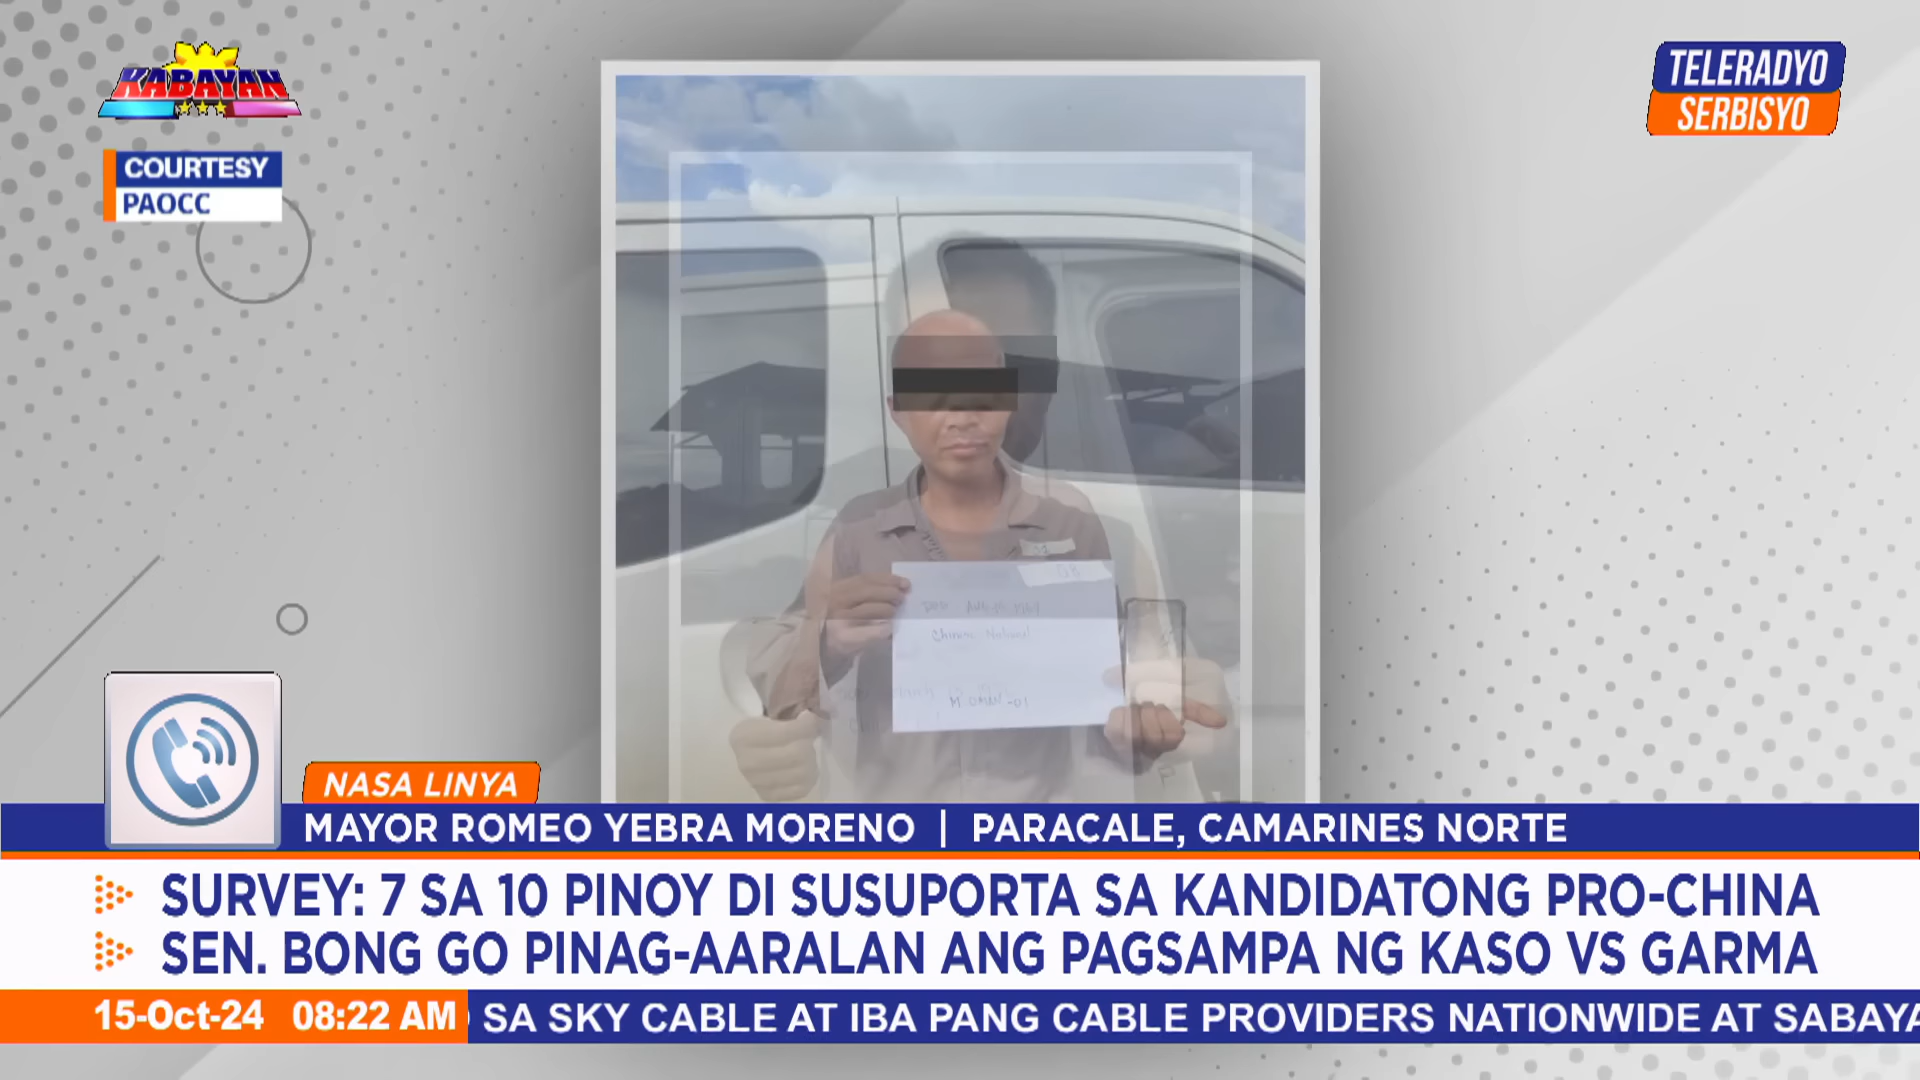 KABAYAN
TELERADYO
SERBISYO
COURTESY
PAOCC
08
Chinese National
NASA LINYA
MAYOR ROMEO YEBRA MORENO | PARACALE, CAMARINES NORTE
SURVEY: 7 SA 10 PINOY DI SUSUPORTA SA KANDIDATONG PRO-CHINA
SEN. BONG GO PINAG-AARALAN ANG PAGSAMPA NG KASO VS GARMA
15-Oct-24 08:22 AM SA SKY CABLE AT IBA PANG CABLE PROVIDERS NATIONWIDE AT SABAYA